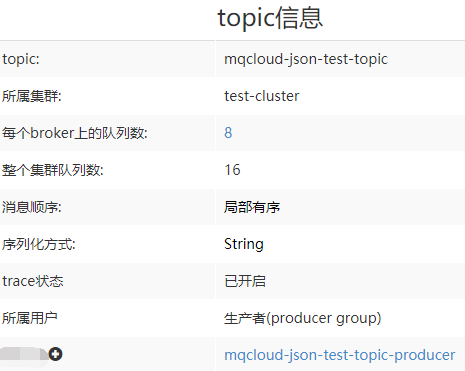 topic信息
topic: mqcloud-json-test-topic
所属集群: test-cluster
每个broker上的队列数: 8
整个集群队列数: 16
消息顺序: 局部有序
序列化方式: String
trace状态 已开启
所属用户 生产者(producer group)
mqcloud-json-test-topic-producer